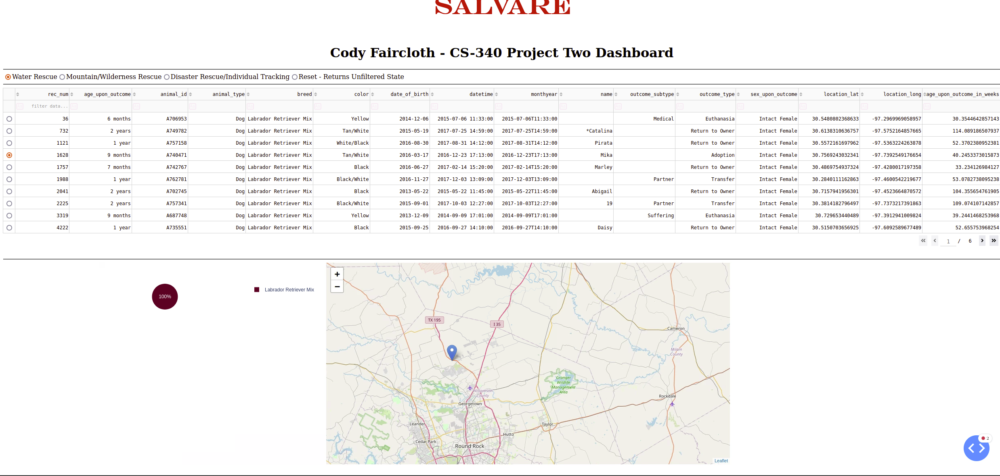 SALVARE
Cody Faircloth - CS-340 Project Two Dashboard
Water Rescue Mountain/Wilderness Rescue Disaster Rescue/Individual Tracking Reset - Returns Unfiltered State
rec_num age_upon_outcome animal_id animal_type breed color date_of_birth datetime monthyear name outcome_subtype outcome_type sex_upon_outcome location_lat location_long age_upon_outcome_in_weeks
Aa filter data... Aa Aa Aa Aa Aa Aa Aa Aa Aa Aa Aa Aa Aa Aa Aa
36 6 months A706953 Dog Labrador Retriever Mix Yellow 2014-12-06 2015-07-06 11:33:00 2015-07-06T11:33:00 Medical Euthanasia Intact Female 30.5480802368633 -97.2969969058957 30.3544642857143
732 2 years A749782 Dog Labrador Retriever Mix Tan/White 2015-05-19 2017-07-25 14:59:00 2017-07-25T14:59:00 *Catalina Return to Owner Intact Female 30.6138310636757 -97.5752164857665 114.089186507937
1121 1 year A757158 Dog Labrador Retriever Mix White/Black 2016-08-30 2017-08-31 14:12:00 2017-08-31T14:12:00 Pirata Return to Owner Intact Female 30.5572161697962 -97.5363224263878 52.3702380952381
1628 9 months A740471 Dog Labrador Retriever Mix Tan/White 2016-03-17 2016-12-23 17:13:00 2016-12-23T17:13:00 Mika Adoption Intact Female 30.7569243032341 -97.7392549176654 40.2453373015873
1757 7 months A742767 Dog Labrador Retriever Mix Black 2016-06-27 2017-02-14 15:20:00 2017-02-14T15:20:00 Marley Return to Owner Intact Female 30.4869754937324 -97.4280017197358 33.234126984127
1988 1 year A762781 Dog Labrador Retriever Mix Black/White 2016-11-27 2017-12-03 13:09:00 2017-12-03T13:09:00 Partner Transfer Intact Female 30.2840111162863 -97.4600542219677 53.0782738095238
2041 2 years A702745 Dog Labrador Retriever Mix Black 2013-05-22 2015-05-22 11:45:00 2015-05-22T11:45:00 Abigail Return to Owner Intact Female 30.7157941956301 -97.4523664870572 104.355654761905
2225 2 years A757341 Dog Labrador Retriever Mix Black/White 2015-09-01 2017-10-03 12:27:00 2017-10-03T12:27:00 19 Partner Transfer Intact Female 30.3814182796497 -97.7373217391863 109.074107142857
3319 9 months A687748 Dog Labrador Retriever Mix Yellow 2013-12-09 2014-09-09 17:01:00 2014-09-09T17:01:00 Suffering Euthanasia Intact Female 30.729653440489 -97.3912941009824 39.2441468253968
4222 1 year A735551 Dog Labrador Retriever Mix Black 2015-09-25 2016-09-27 14:10:00 2016-09-27T14:10:00 Daisy Return to Owner Intact Female 30.5150703656925 -97.6092589677489 52.655753968254
1 / 6
+
−
100%
Labrador Retriever Mix
TX 195
I 35
Cameron
Milam
County
Granger
Wildlife
Management
Area
Williamson
County
Rockdale
Georgetown
Leander
Taylor
Hutto
Cedar Park
Round Rock
Leaflet
2